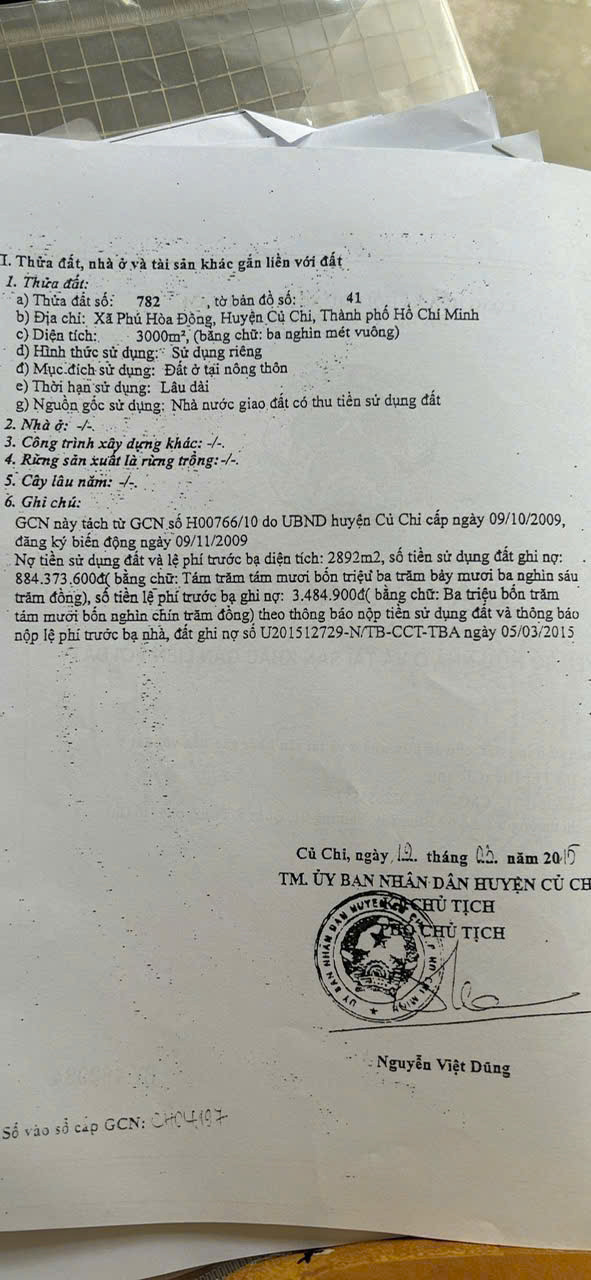 I. Thửa đất, nhà ở và tài sản khác gắn liền với đất
1. Thửa đất:
a) Thửa đất số: 782 , tờ bản đồ số: 41
b) Địa chỉ: Xã Phú Hòa Đông, Huyện Củ Chi, Thành phố Hồ Chí Minh
c) Diện tích: 3000m², (bằng chữ: ba nghìn mét vuông)
d) Hình thức sử dụng: Sử dụng riêng
đ) Mục đích sử dụng: Đất ở tại nông thôn
e) Thời hạn sử dụng: Lâu dài
g) Nguồn gốc sử dụng: Nhà nước giao đất có thu tiền sử dụng đất
2. Nhà ở: -/-.
3. Công trình xây dựng khác: -/-.
4. Rừng sản xuất là rừng trồng: -/-.
5. Cây lâu năm: -/-.
6. Ghi chú:
GCN này tách từ GCN số H00766/10 do UBND huyện Củ Chi cấp ngày 09/10/2009,
đăng ký biến động ngày 09/11/2009
Nợ tiền sử dụng đất và lệ phí trước bạ diện tích: 2892m2, số tiền sử dụng đất ghi nợ:
884.373.600đ( bằng chữ: Tám trăm tám mươi bốn triệu ba trăm bảy mươi ba nghìn sáu
trăm đồng), số tiền lệ phí trước bạ ghi nợ: 3.484.900đ( bằng chữ: Ba triệu bốn trăm
tám mươi bốn nghìn chín trăm đồng) theo thông báo nộp tiền sử dụng đất và thông báo
nộp lệ phí trước bạ nhà, đất ghi nợ số U201512729-N/TB-CCT-TBA ngày 05/03/2015
Củ Chi, ngày 12. tháng 03. năm 2015
TM. ỦY BAN NHÂN DÂN HUYỆN CỦ CH
CHỦ TỊCH
PHÓ CHỦ TỊCH
ỦY BAN NHÂN DÂN HUYỆN CỦ CHI
Nguyễn Việt Dũng
Số vào sổ cấp GCN: CH04197